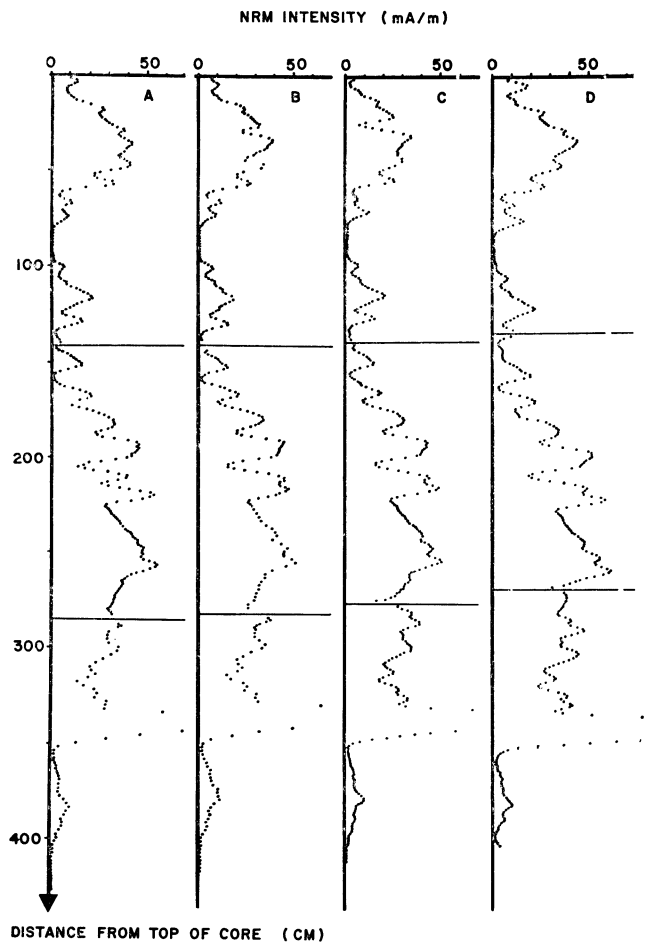 NRM INTENSITY (mA/m)
0 50 0 50 0 50 0 50
A B C D
100
200
300
400
DISTANCE FROM TOP OF CORE (CM)